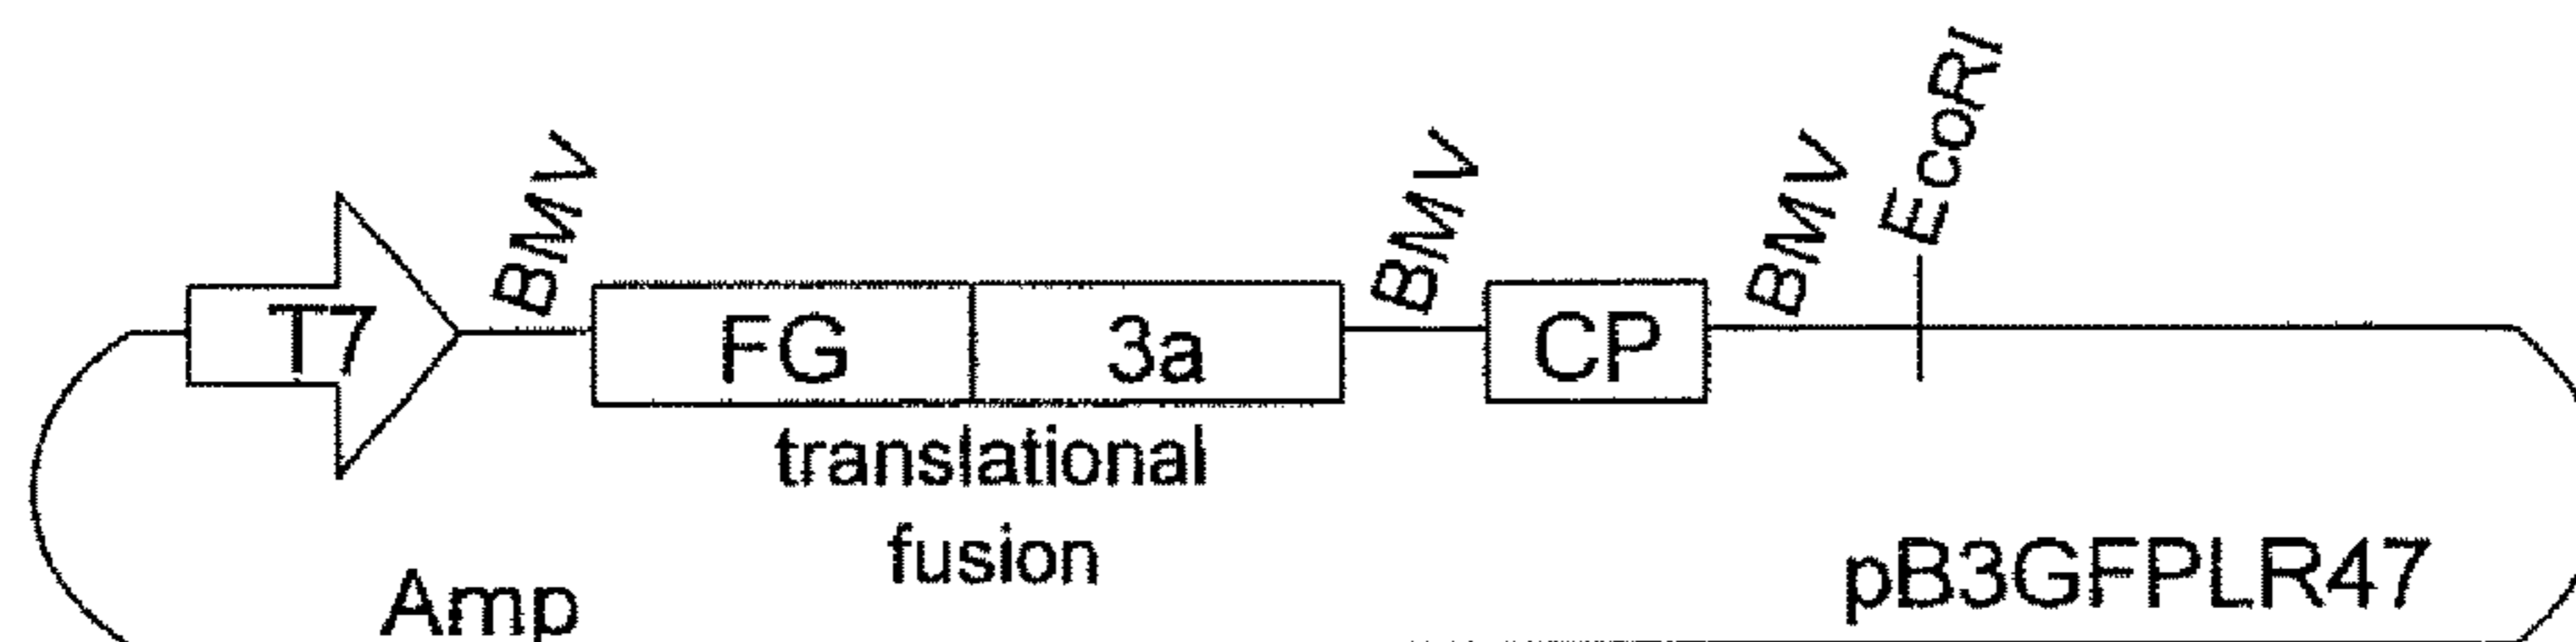 BMV
BMV
BMV
EcoRI
T7
FG
3a
CP
translational
fusion
Amp
pB3GFPLR47